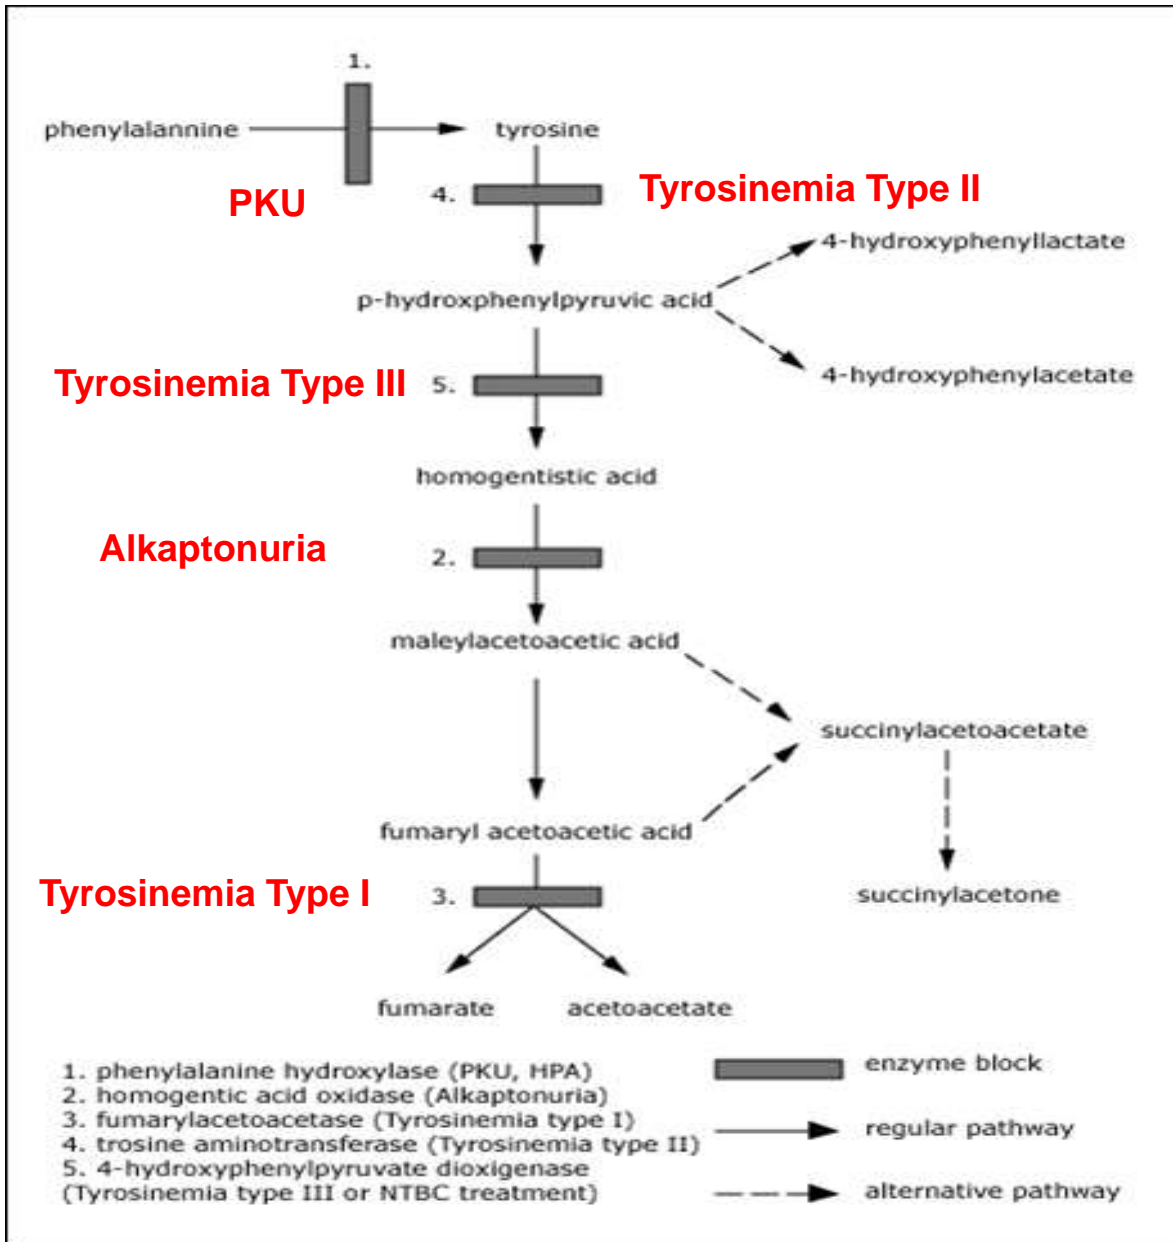 1.
phenylalannine
tyrosine
PKU
4.
Tyrosinemia Type II
4-hydroxyphenyllactate
p-hydroxphenylpyruvic acid
4-hydroxyphenylacetate
Tyrosinemia Type III
5.
homogentistic acid
Alkaptonuria
2.
maleylacetoacetic acid
succinylacetoacetate
fumaryl acetoacetic acid
Tyrosinemia Type I
3.
succinylacetone
fumarate
acetoacetate
1. phenylalanine hydroxylase (PKU, HPA)
2. homogentic acid oxidase (Alkaptonuria)
3. fumarylacetoacetase (Tyrosinemia type I)
4. trosine aminotransferase (Tyrosinemia type II)
5. 4-hydroxyphenylpyruvate dioxigenase
(Tyrosinemia type III or NTBC treatment)
enzyme block
regular pathway
alternative pathway